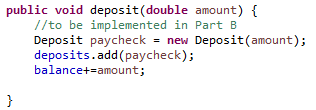 public void deposit(double amount) {
//to be implemented in Part B
Deposit paycheck = new Deposit(amount);
deposits.add(paycheck);
balance+=amount;
}